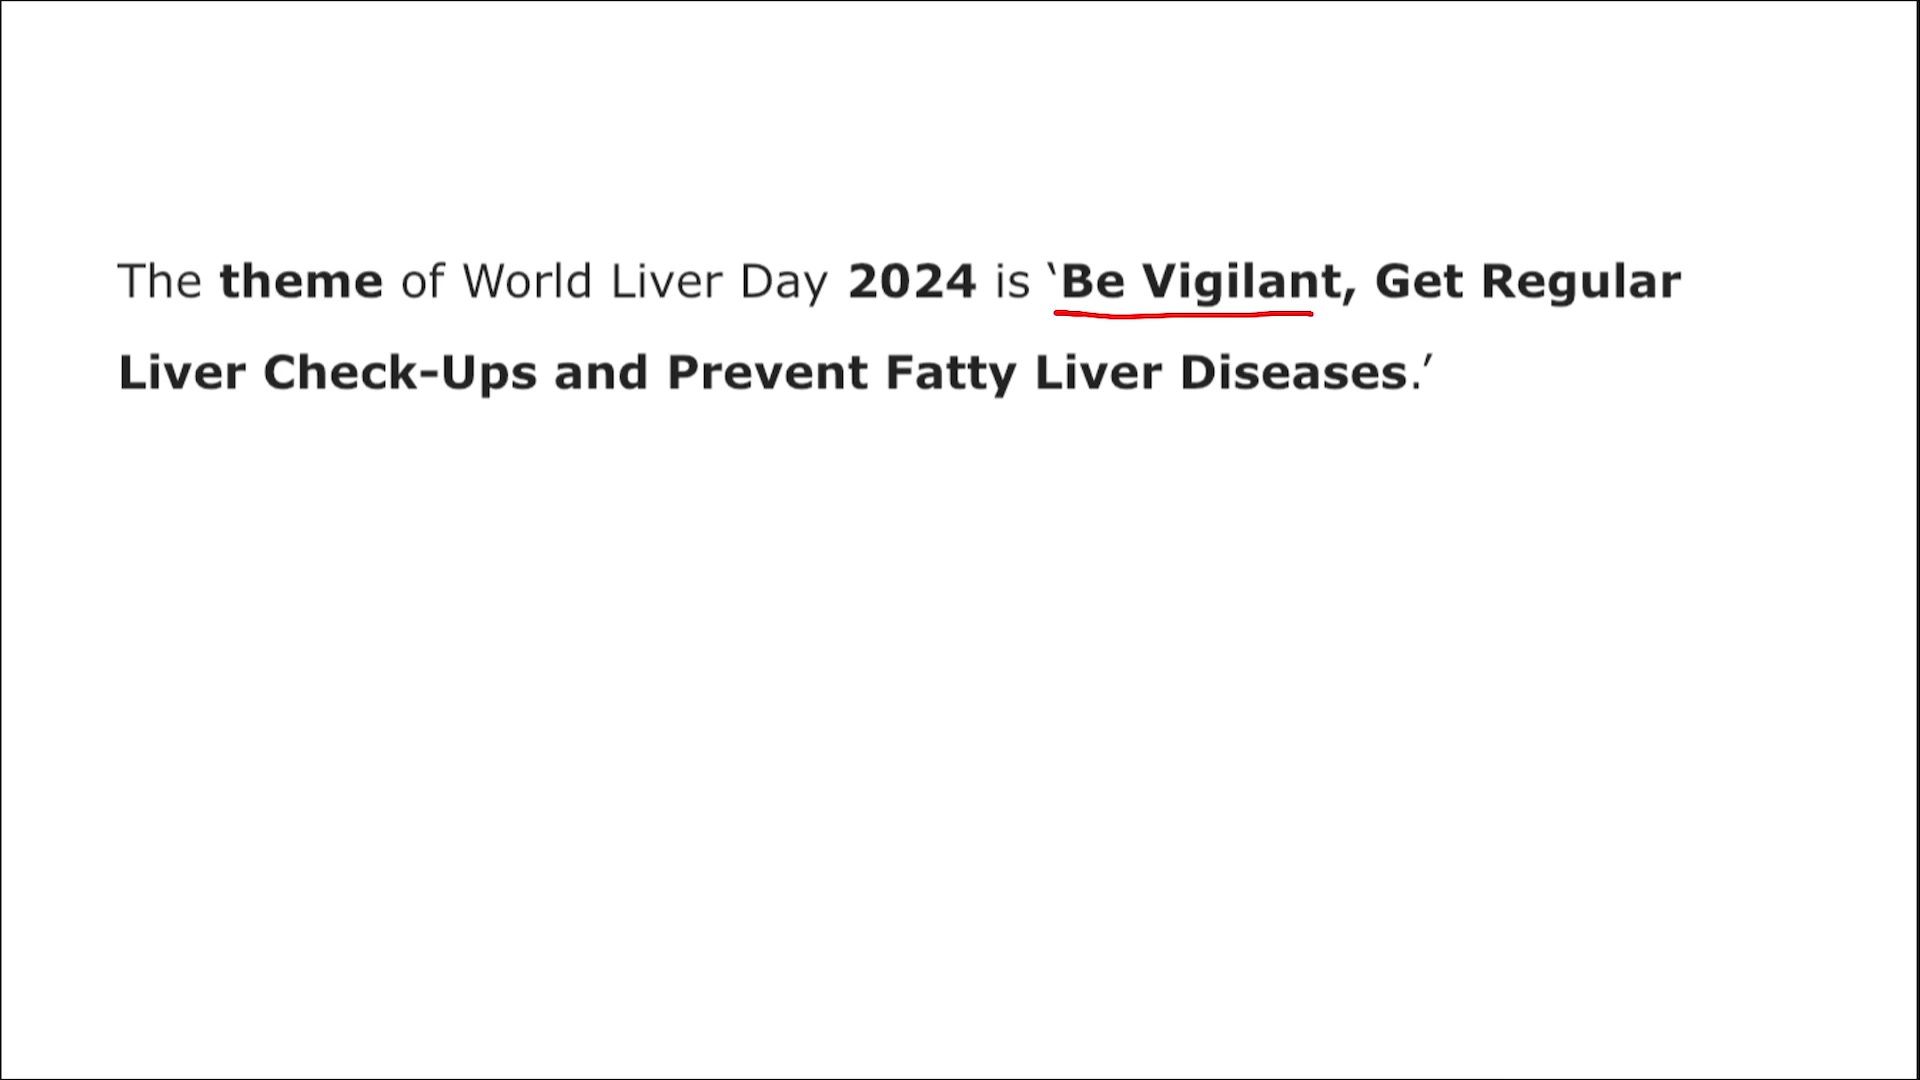 The theme of World Liver Day 2024 is ‘Be Vigilant, Get Regular
Liver Check-Ups and Prevent Fatty Liver Diseases.’